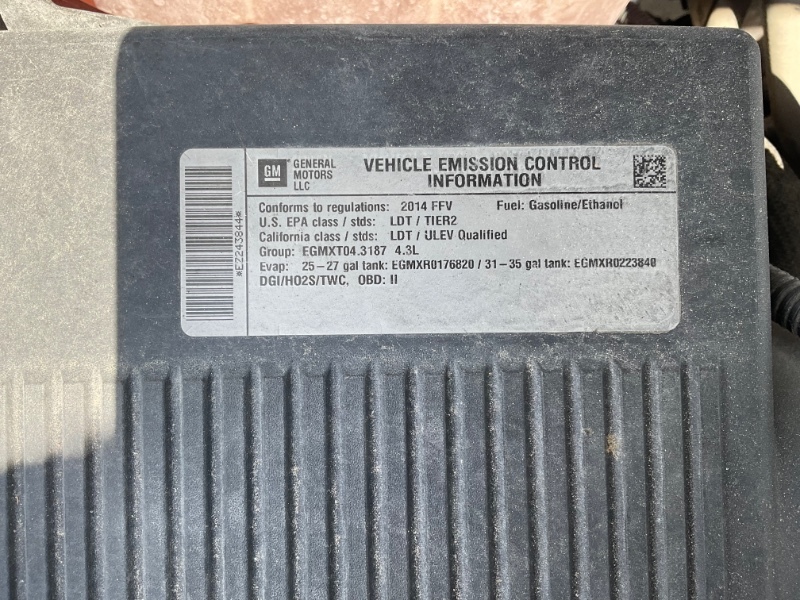 GM GENERAL MOTORS LLC
VEHICLE EMISSION CONTROL INFORMATION
Conforms to regulations: 2014 FFV Fuel: Gasoline/Ethanol
U.S. EPA class / stds: LDT / TIER2
California class / stds: LDT / ULEV Qualified
Group: EGMXT04.3187 4.3L
Evap: 25-27 gal tank: EGMXR0176820 / 31-35 gal tank: EGMXR0223840
DGI/HO2S/TWC, OBD: II
*EZ243844*